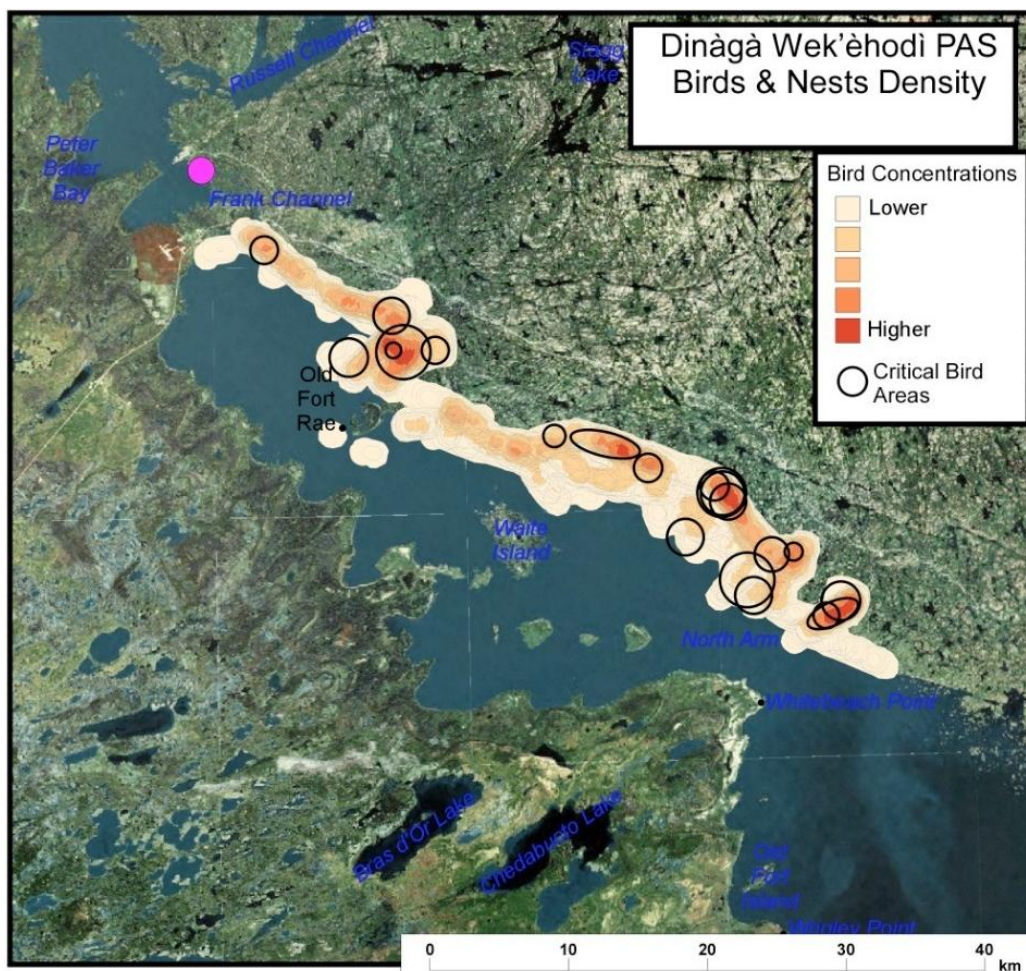 Dinàgà Wek'èhodì PAS
Birds & Nests Density
Bird Concentrations
Lower
Higher
Critical Bird
Areas
Russell Channel
Stagg
Lake
Peter
Baker
Bay
Frank Channel
Old
Fort
Rae
Waite
Island
North Arm
Whitebeach Point
Bras d'Or Lake
Chedabucto Lake
Old
Fort
Island
Wrigley Point
0 10 20 30 40
km